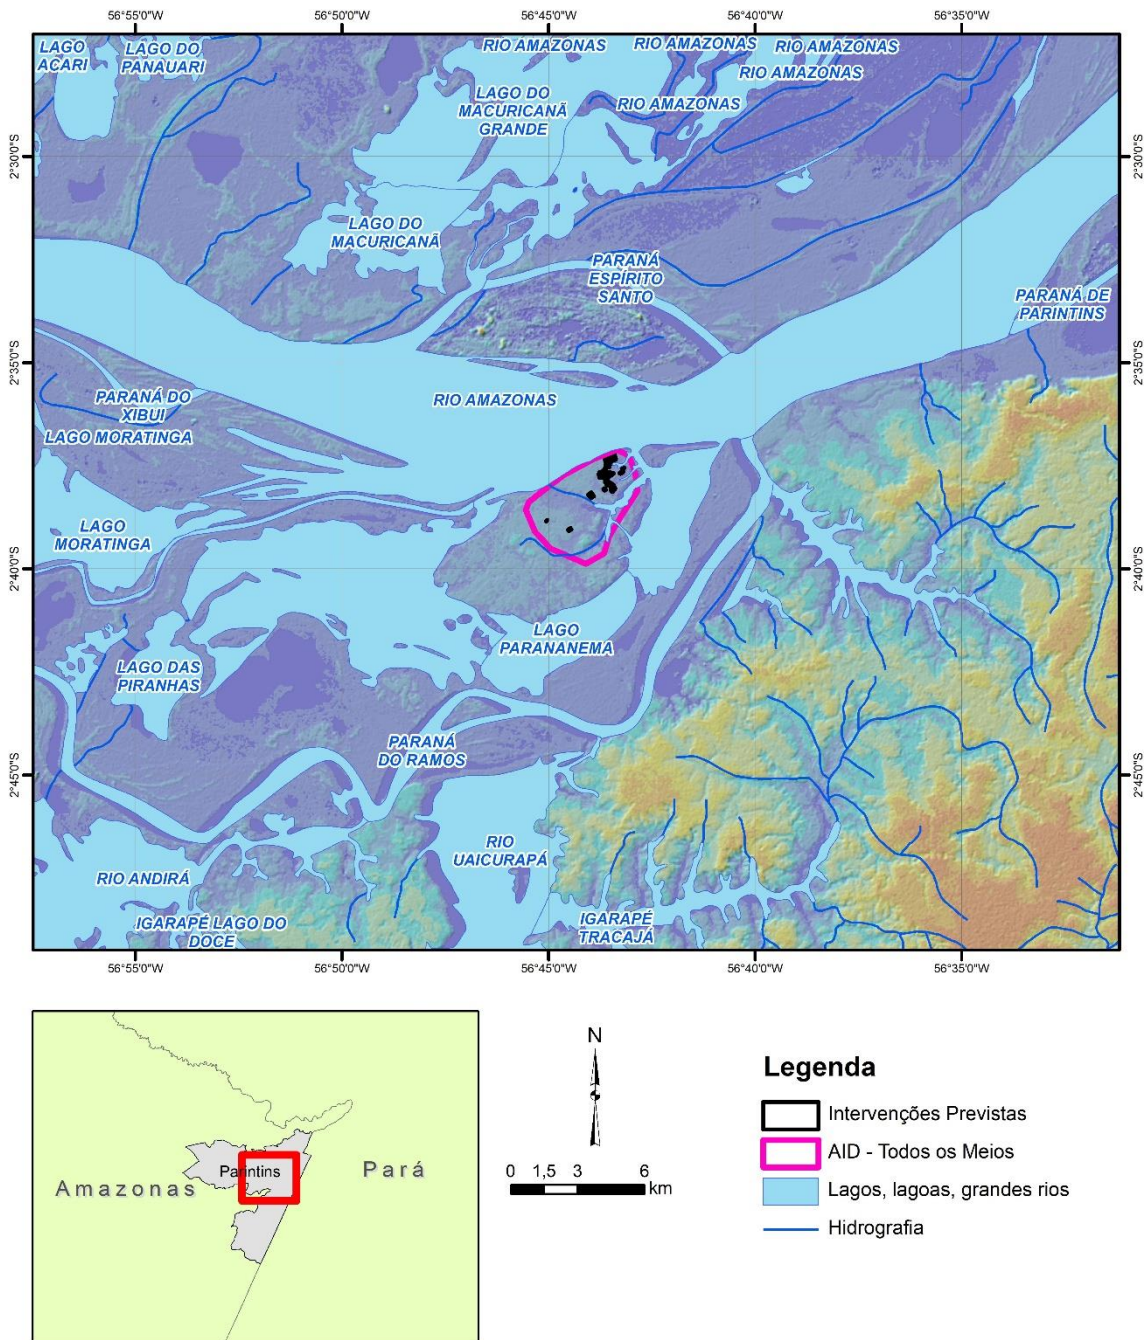 56°55'0"W
56°50'0"W
56°45'0"W
56°40'0"W
56°35'0"W
LAGO
ACARI
LAGO DO
PANAUARI
RIO AMAZONAS
RIO AMAZONAS
RIO AMAZONAS
RIO AMAZONAS
LAGO DO
MACURICANÃ
GRANDE
RIO AMAZONAS
2°30'0"S
2°30'0"S
LAGO DO
MACURICANÃ
PARANÁ
ESPÍRITO
SANTO
PARANÁ DE
PARINTINS
2°35'0"S
2°35'0"S
PARANÁ DO
XIBUI
RIO AMAZONAS
LAGO MORATINGA
LAGO
MORATINGA
2°40'0"S
2°40'0"S
LAGO
PARANANEMA
LAGO DAS
PIRANHAS
PARANÁ
DO RAMOS
2°45'0"S
2°45'0"S
RIO
UAICURAPÁ
RIO ANDIRÁ
IGARAPÉ LAGO DO
DOCE
IGARAPÉ
TRACAJÁ
56°55'0"W
56°50'0"W
56°45'0"W
56°40'0"W
56°35'0"W
Parintins
Amazonas
Pará
N
0 1,5 3 6
km
Legenda
Intervenções Previstas
AID - Todos os Meios
Lagos, lagoas, grandes rios
Hidrografia